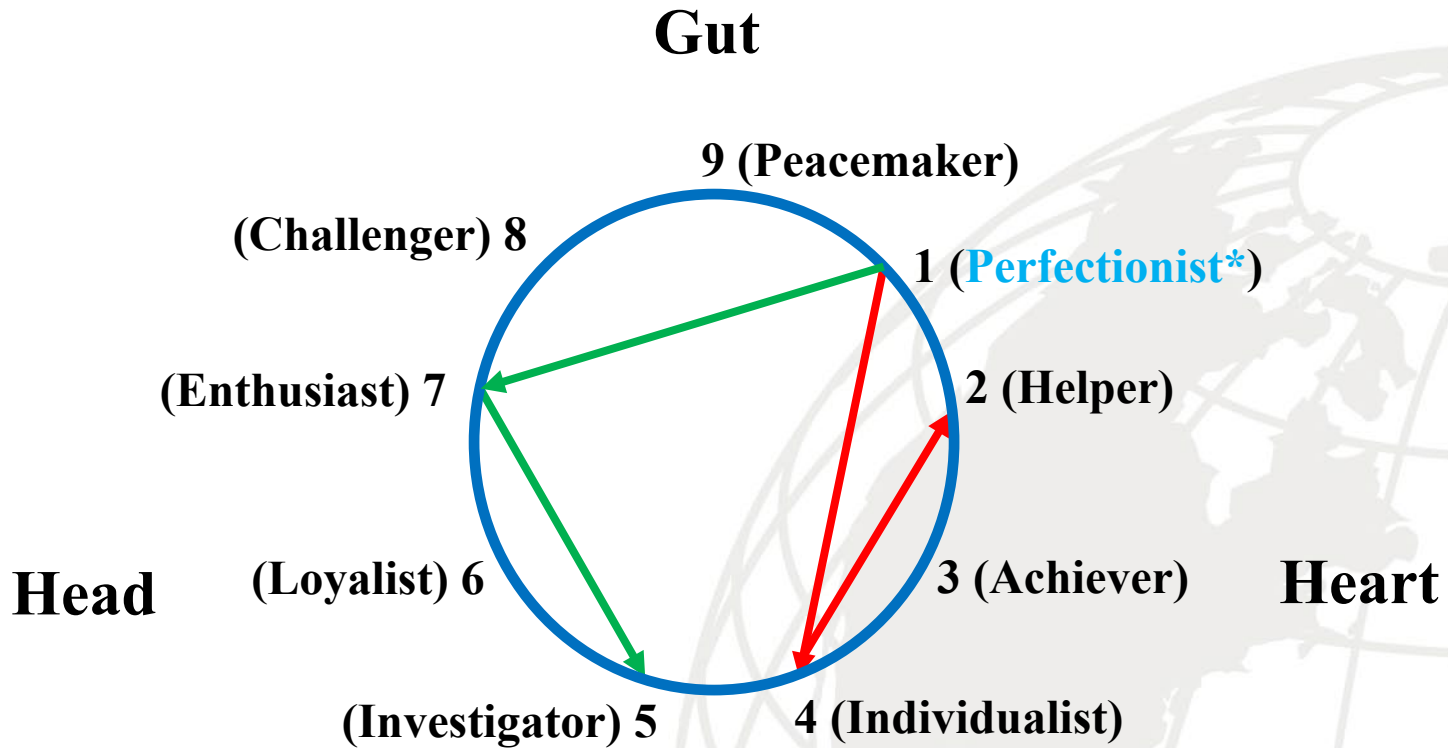 Gut
9 (Peacemaker)
(Challenger) 8
1 (Perfectionist*)
(Enthusiast) 7
2 (Helper)
Head
(Loyalist) 6
3 (Achiever)
Heart
(Investigator) 5
4 (Individualist)